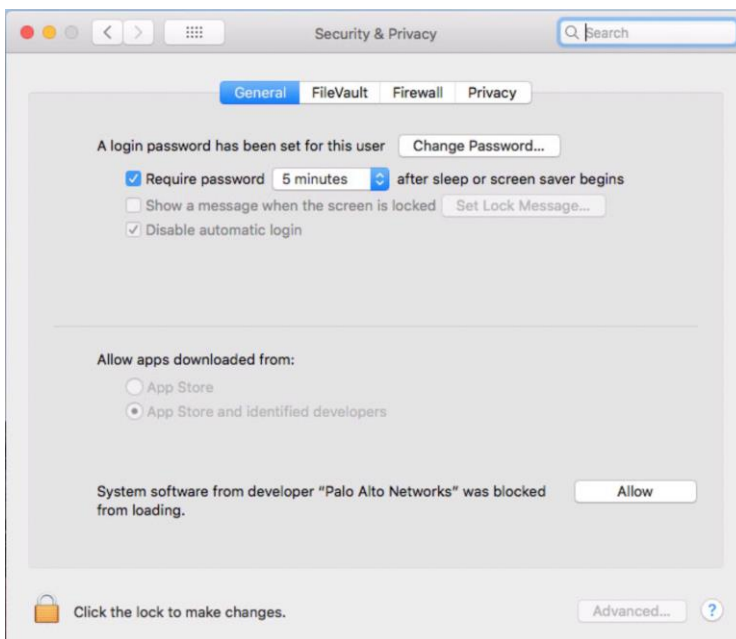 Security & Privacy
Search
General FileVault Firewall Privacy
A login password has been set for this user Change Password...
Require password 5 minutes after sleep or screen saver begins
Show a message when the screen is locked Set Lock Message...
Disable automatic login
Allow apps downloaded from:
App Store
App Store and identified developers
System software from developer “Palo Alto Networks” was blocked Allow
from loading.
Click the lock to make changes. Advanced... ?